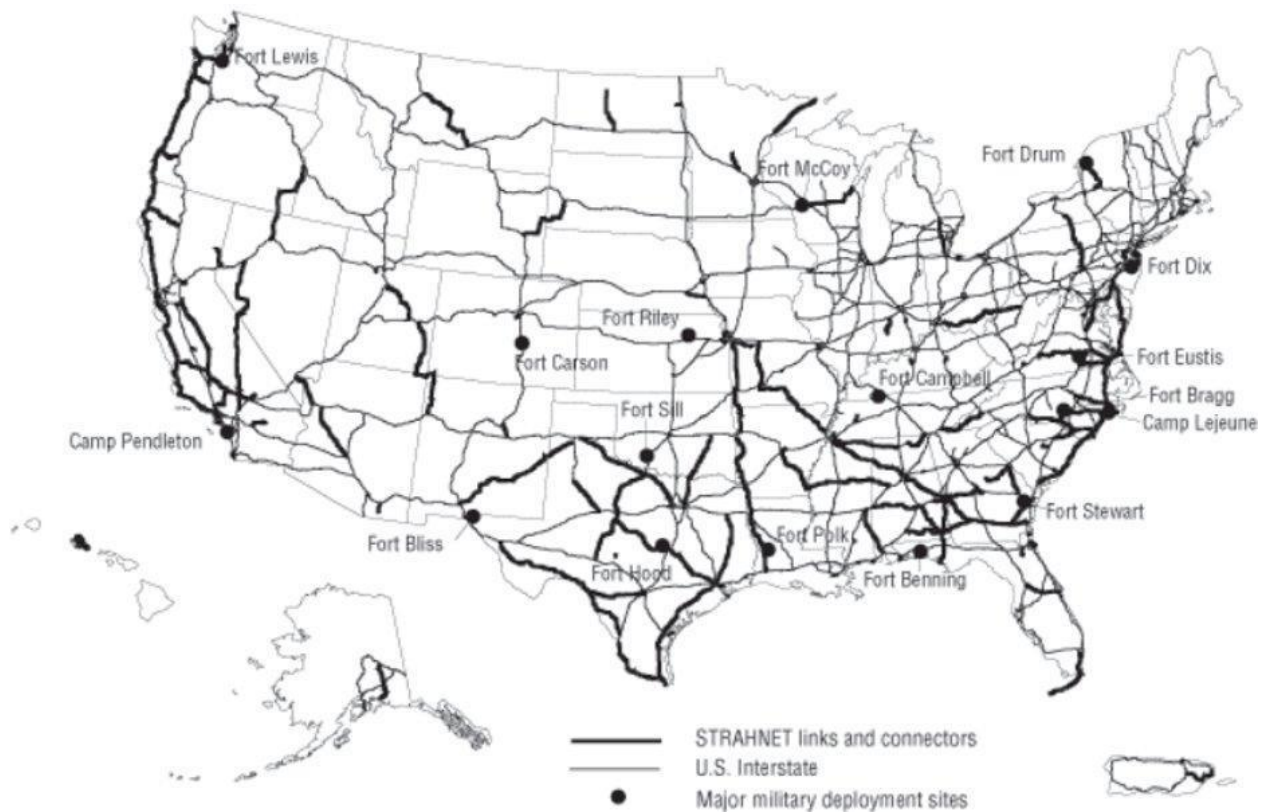 Fort Lewis
Fort McCoy
Fort Drum
Fort Dix
Fort Riley
Fort Carson
Fort Eustis
Fort Campbell
Fort Bragg
Fort Sill
Camp Lejeune
Camp Pendleton
Fort Stewart
Fort Polk
Fort Bliss
Fort Hood
Fort Benning
STRAHNET links and connectors
U.S. Interstate
Major military deployment sites